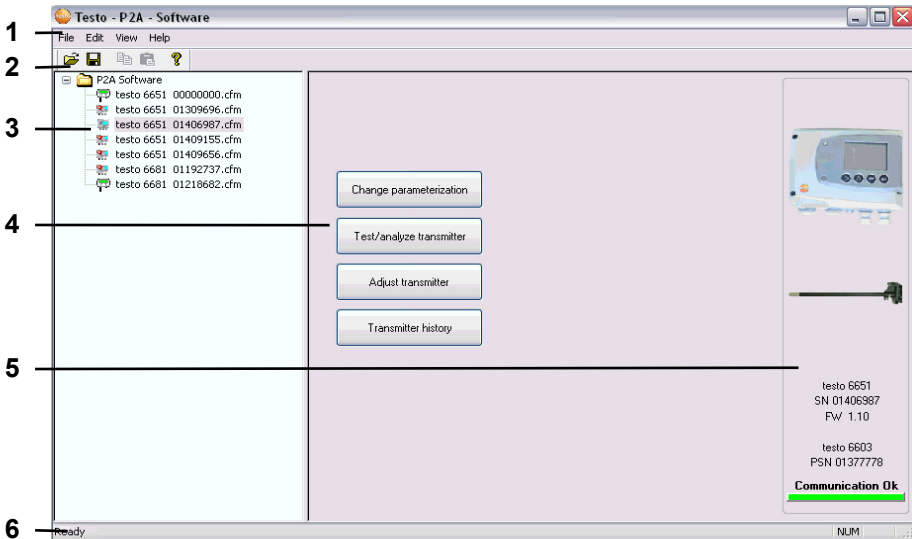 Testo - P2A - Software
1
File Edit View Help
2
P2A Software
testo 6651 00000000.cfm
testo 6651 01309696.cfm
3
testo 6651 01406987.cfm
testo 6651 01409155.cfm
testo 6651 01409656.cfm
testo 6681 01192737.cfm
testo 6681 01218682.cfm
Change parameterization
4
Test/analyze transmitter
Adjust transmitter
Transmitter history
5
testo 6651
SN 01406987
FW 1.10
testo 6603
PSN 01377778
Communication Ok
6
Ready
NUM